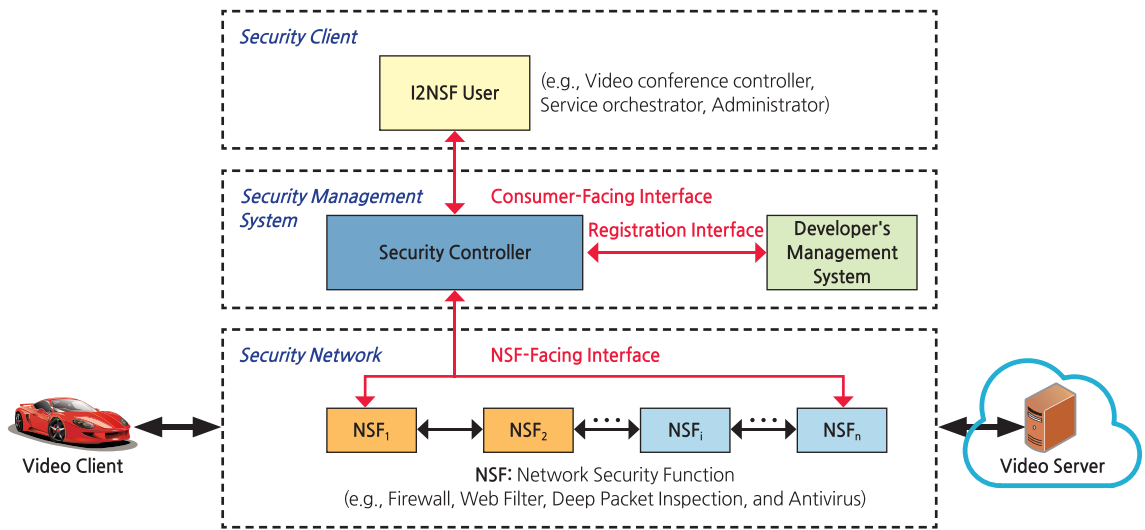 Security Client
I2NSF User
(e.g., Video conference controller,
Service orchestrator, Administrator)
Security Management
System
Consumer-Facing Interface
Registration Interface
Security Controller
Developer's
Management
System
Security Network
NSF-Facing Interface
NSF1
NSF2
NSFi
NSFn
Video Client
Video Server
NSF: Network Security Function
(e.g., Firewall, Web Filter, Deep Packet Inspection, and Antivirus)